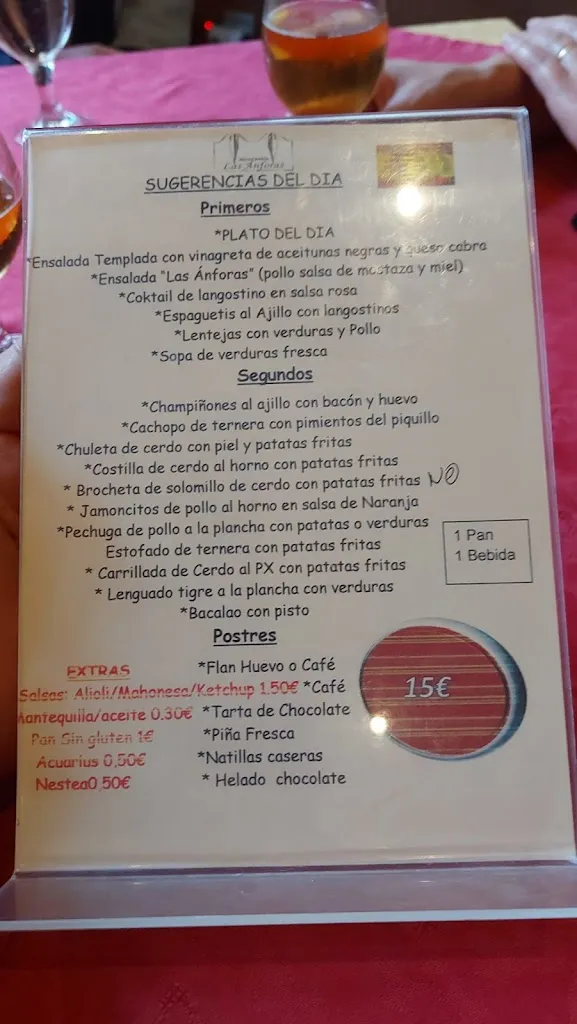 Las Ánforas
SUGERENCIAS DEL DIA
Primeros
*PLATO DEL DIA
*Ensalada Templada con vinagreta de aceitunas negras y queso cabra
*Ensalada "Las Ánforas" (pollo salsa de mostaza y miel)
*Coktail de langostino en salsa rosa
*Espaguetis al Ajillo con langostinos
*Lentejas con verduras y Pollo
*Sopa de verduras fresca
Segundos
*Champiñones al ajillo con bacón y huevo
*Cachopo de ternera con pimientos del piquillo
*Chuleta de cerdo con piel y patatas fritas
*Costilla de cerdo al horno con patatas fritas
* Brocheta de solomillo de cerdo con patatas fritas NO
* Jamoncitos de pollo al horno en salsa de Naranja
*Pechuga de pollo a la plancha con patatas o verduras
Estofado de ternera con patatas fritas
* Carrillada de Cerdo al PX con patatas fritas
* Lenguado tigre a la plancha con verduras
*Bacalao con pisto
1 Pan
1 Bebida
Postres
*Flan Huevo o Café
*Café
*Tarta de Chocolate
*Piña Fresca
*Natillas caseras
* Helado chocolate
EXTRAS
Salsas: Alioli/Mahonesa/Ketchup 1.50€
Mantequilla/aceite 0.30€
Pan Sin gluten 1€
Acuarius 0,50€
Nestea0,50€
15€